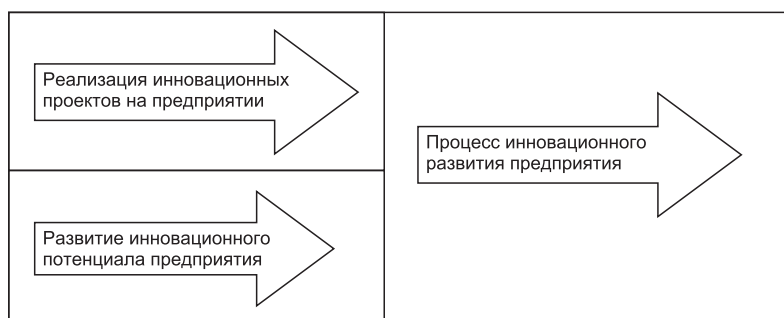 Реализация инновационных
проектов на предприятии
Процесс инновационного
развития предприятия
Развитие инновационного
потенциала предприятия